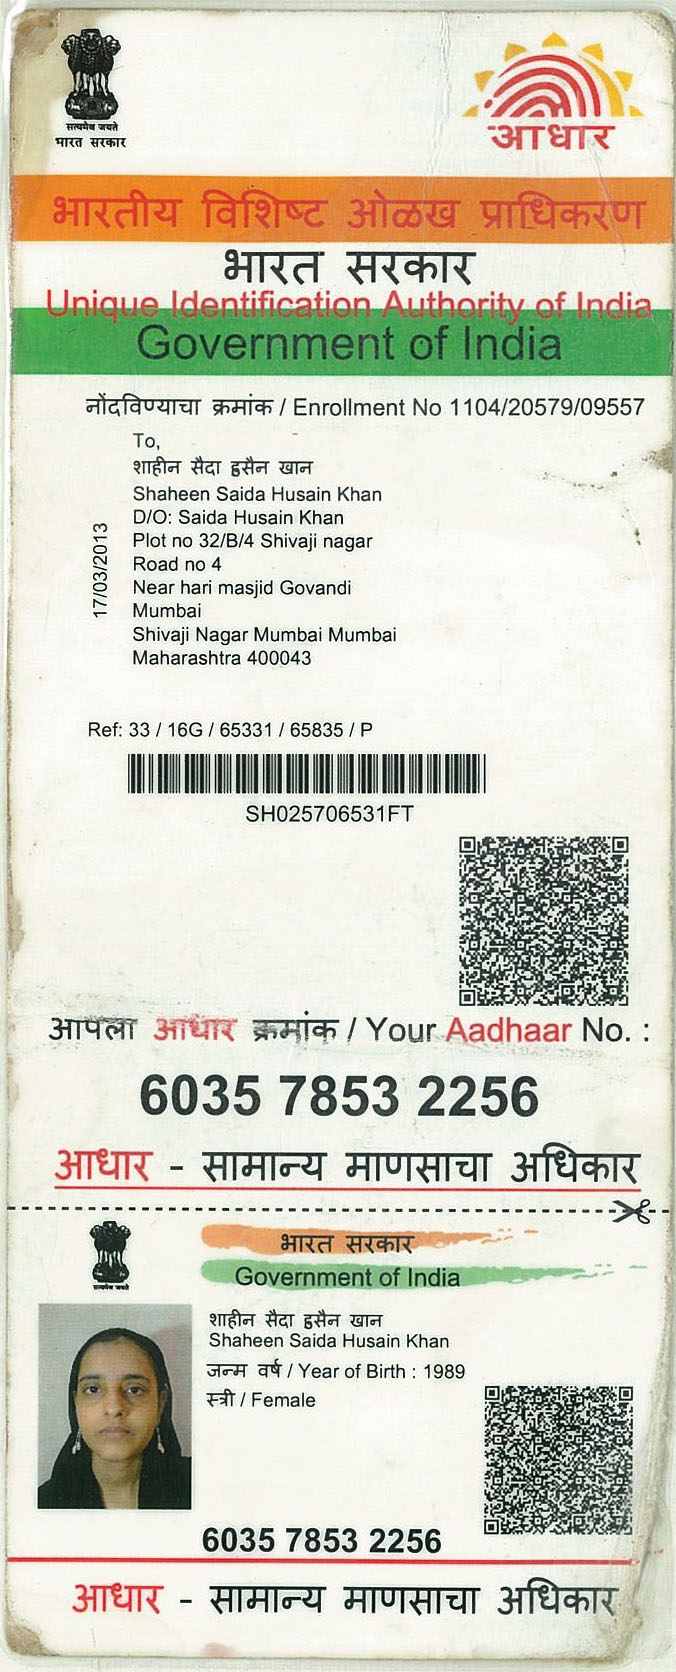 सत्यमेव जयते
भारत सरकार
आधार
भारतीय विशिष्ट ओळख प्राधिकरण
भारत सरकार
Unique Identification Authority of India
Government of India
नोंदविण्याचा क्रमांक / Enrollment No 1104/20579/09557
To,
शाहीन सैदा हुसैन खान
Shaheen Saida Husain Khan
D/O: Saida Husain Khan
Plot no 32/B/4 Shivaji nagar
Road no 4
Near hari masjid Govandi
Mumbai
Shivaji Nagar Mumbai Mumbai
Maharashtra 400043
17/03/2013
Ref: 33 / 16G / 65331 / 65835 / P
SH025706531FT
आपला आधार क्रमांक / Your Aadhaar No. :
6035 7853 2256
आधार - सामान्य माणसाचा अधिकार
भारत सरकार
Government of India
सत्यमेव जयते
शाहीन सैदा हुसैन खान
Shaheen Saida Husain Khan
जन्म वर्ष / Year of Birth : 1989
स्त्री / Female
6035 7853 2256
आधार - सामान्य माणसाचा अधिकार